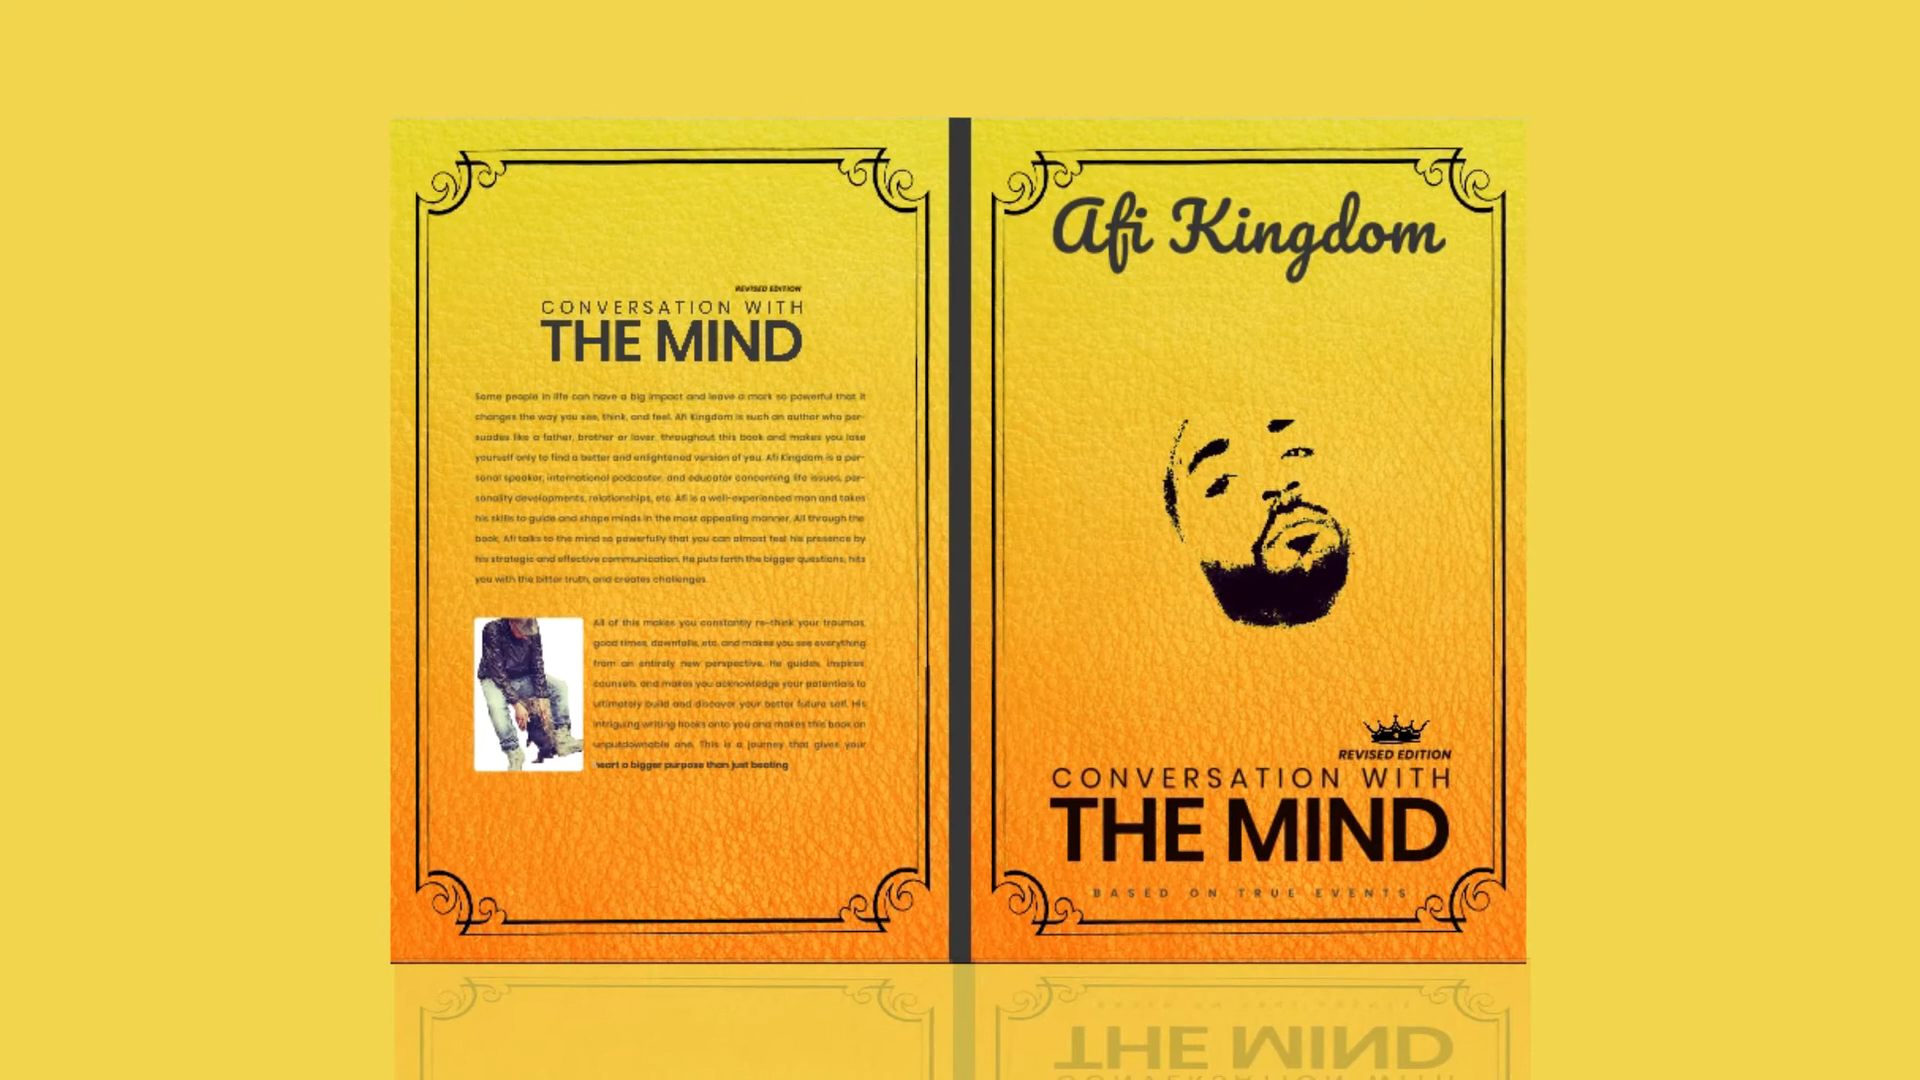 REVISED EDITION
CONVERSATION WITH
THE MIND
Some people in life can have a big impact and leave a mark so powerful that it
changes the way you see, think, and feel. Afi Kingdom is such an author who per-
suades like a father, brother or lover, throughout this book and makes you lose
yourself only to find a better and enlightened version of you. Afi Kingdom is a per-
sonal speaker, international podcaster, and educator concerning life issues, per-
sonality developments, relationships, etc. Afi is a well-experienced man and takes
his skills to guide and shape minds in the most appealing manner. All through the
book, Afi talks to the mind so powerfully that you can almost feel his presence by
his strategic and effective communication. He puts forth the bigger questions, hits
you with the bitter truth, and creates challenges.
All of this makes you constantly re-think your traumas,
good times, downfalls, etc. and makes you see everything
from an entirely new perspective. He guides, inspires,
counsels, and makes you acknowledge your potentials to
ultimately build and discover your better future self. His
intriguing writing hooks onto you and makes this book an
unputdownable one. This is a journey that gives your
a bigger purpose than just beating
Afi Kingdom
REVISED EDITION
CONVERSATION WITH
THE MIND
BASED ON TRUE EVENTS
THE MIND
CONVERSATION WITH